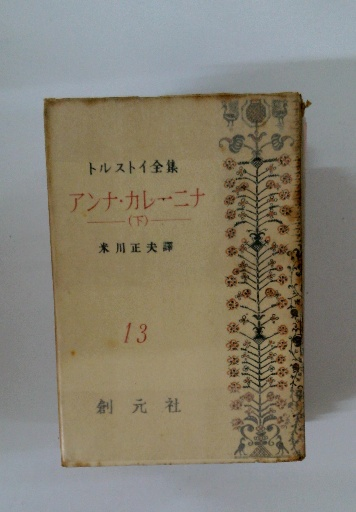 トルストイ全集
アンナ・カレーニナ
(下)
米川正夫譯
13
創元社